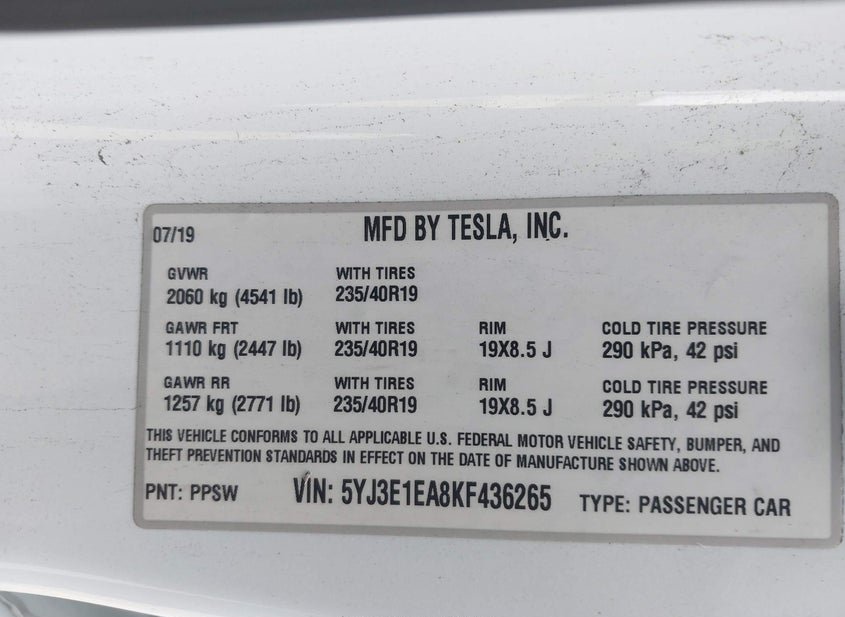 07/19 MFD BY TESLA, INC.
GVWR WITH TIRES
2060 kg (4541 lb) 235/40R19
GAWR FRT WITH TIRES RIM COLD TIRE PRESSURE
1110 kg (2447 lb) 235/40R19 19X8.5 J 290 kPa, 42 psi
GAWR RR WITH TIRES RIM COLD TIRE PRESSURE
1257 kg (2771 lb) 235/40R19 19X8.5 J 290 kPa, 42 psi
THIS VEHICLE CONFORMS TO ALL APPLICABLE U.S. FEDERAL MOTOR VEHICLE SAFETY, BUMPER, AND
THEFT PREVENTION STANDARDS IN EFFECT ON THE DATE OF MANUFACTURE SHOWN ABOVE.
PNT: PPSW VIN: 5YJ3E1EA8KF436265 TYPE: PASSENGER CAR